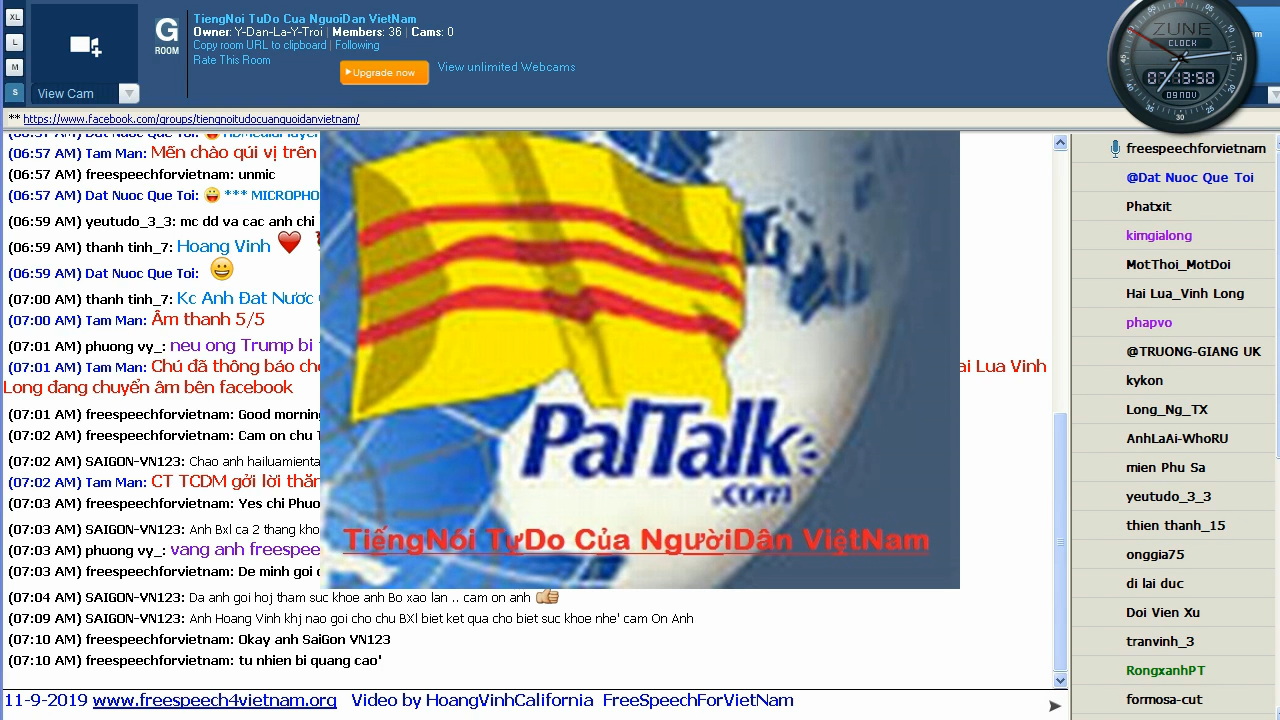 XL
L
M
S
View Cam
G
ROOM
TiengNoi TuDo Cua NguoiDan VietNam
Owner: Y-Dan-La-Y-Troi | Members: 36 | Cams: 0
Copy room URL to clipboard | Following
Rate This Room
Upgrade now
View unlimited Webcams
ZUNE
CLOCK
07:13:50
09 NOV
** https://www.facebook.com/groups/tiengnoitudocuanguoidanvietnam/
(06:57 AM) Tam Man: Mến chào qúi vị trên
(06:57 AM) freespeechforvietnam: unmic
(06:57 AM) Dat Nuoc Que Toi: *** MICROPHO
(06:59 AM) yeutudo_3_3: mc dd va cac anh chi
(06:59 AM) thanh tinh_7: Hoang Vinh
(06:59 AM) Dat Nuoc Que Toi:
(07:00 AM) thanh tinh_7: Kc Anh Đat Nươc
(07:00 AM) Tam Man: Âm thanh 5/5
(07:01 AM) phuong vy_: neu ong Trump bi
(07:01 AM) Tam Man: Chú đã thông báo cho ai Lua Vinh
Long đang chuyển âm bên facebook
(07:01 AM) freespeechforvietnam: Good morning
(07:02 AM) freespeechforvietnam: Cam on chu
(07:02 AM) SAIGON-VN123: Chao anh hailuamienta
(07:02 AM) Tam Man: CT TCDM gởi lời thăn
(07:03 AM) freespeechforvietnam: Yes chi Phuo
(07:03 AM) SAIGON-VN123: Anh Bxl ca 2 thang kho
(07:03 AM) phuong vy_: vang anh freespee
(07:03 AM) freespeechforvietnam: De minh goi
(07:04 AM) SAIGON-VN123: Da anh goi hoj tham suc khoe anh Bo xao lan .. cam on anh
(07:09 AM) SAIGON-VN123: Anh Hoang Vinh khj nao goi cho chu BXl biet ket qua cho biet suc khoe nhe' cam On Anh
(07:10 AM) freespeechforvietnam: Okay anh SaiGon VN123
(07:10 AM) freespeechforvietnam: tu nhien bi quang cao'
PalTalk
.com
TiếngNói TựDo Của NgườiDân ViệtNam
freespeechforvietnam
@Dat Nuoc Que Toi
Phatxit
kimgialong
MotThoi_MotDoi
Hai Lua_Vinh Long
phapvo
@TRUONG-GIANG UK
kykon
Long_Ng_TX
AnhLaAi-WhoRU
mien Phu Sa
yeutudo_3_3
thien thanh_15
onggia75
di lai duc
Doi Vien Xu
tranvinh_3
RongxanhPT
formosa-cut
11-9-2019 www.freespeech4vietnam.org Video by HoangVinhCalifornia FreeSpeechForVietNam